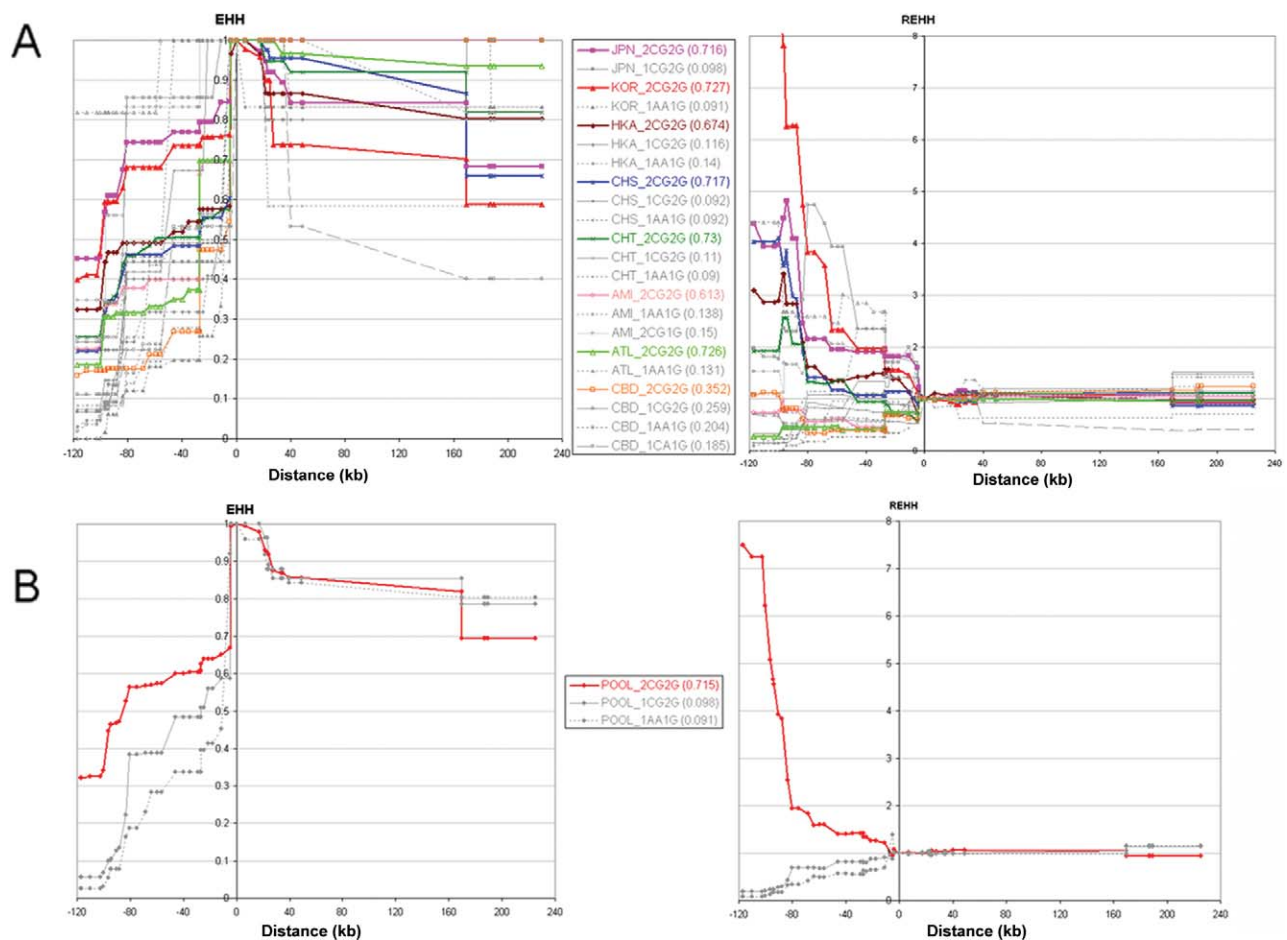 A
EHH
1
0.9
0.8
0.7
0.6
0.5
0.4
0.3
0.2
0.1
0
-120 -80 -40 0 40 80 120 160 200 240
Distance (kb)
JPN_2CG2G (0.716)
JPN_1CG2G (0.098)
KOR_2CG2G (0.727)
KOR_1AA1G (0.091)
HKA_2CG2G (0.674)
HKA_1CG2G (0.116)
HKA_1AA1G (0.14)
CHS_2CG2G (0.717)
CHS_1CG2G (0.092)
CHS_1AA1G (0.092)
CHT_2CG2G (0.73)
CHT_1CG2G (0.11)
CHT_1AA1G (0.09)
AMI_2CG2G (0.613)
AMI_1AA1G (0.138)
AMI_2CG1G (0.15)
ATL_2CG2G (0.726)
ATL_1AA1G (0.131)
CBD_2CG2G (0.352)
CBD_1CG2G (0.259)
CBD_1AA1G (0.204)
CBD_1CA1G (0.185)
REHH
8
7
6
5
4
3
2
1
0
-120 -80 -40 0 40 80 120 160 200 240
Distance (kb)
B
EHH
1
0.9
0.8
0.7
0.6
0.5
0.4
0.3
0.2
0.1
0
-120 -80 -40 0 40 80 120 160 200 240
Distance (kb)
POOL_2CG2G (0.715)
POOL_1CG2G (0.098)
POOL_1AA1G (0.091)
REHH
8
7
6
5
4
3
2
1
0
-120 -80 -40 0 40 80 120 160 200 240
Distance (kb)